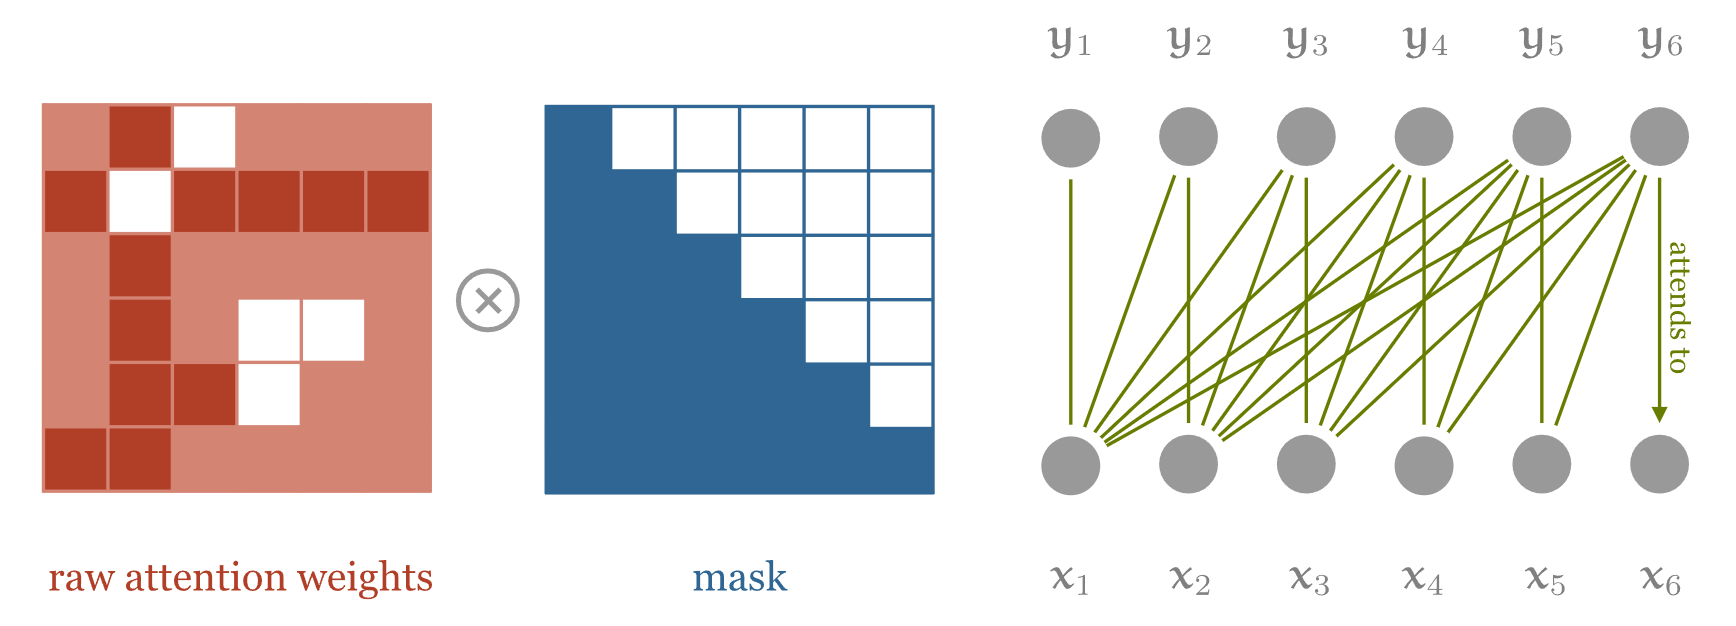 y1 y2 y3 y4 y5 y6
attends to
raw attention weights
mask
x1 x2 x3 x4 x5 x6